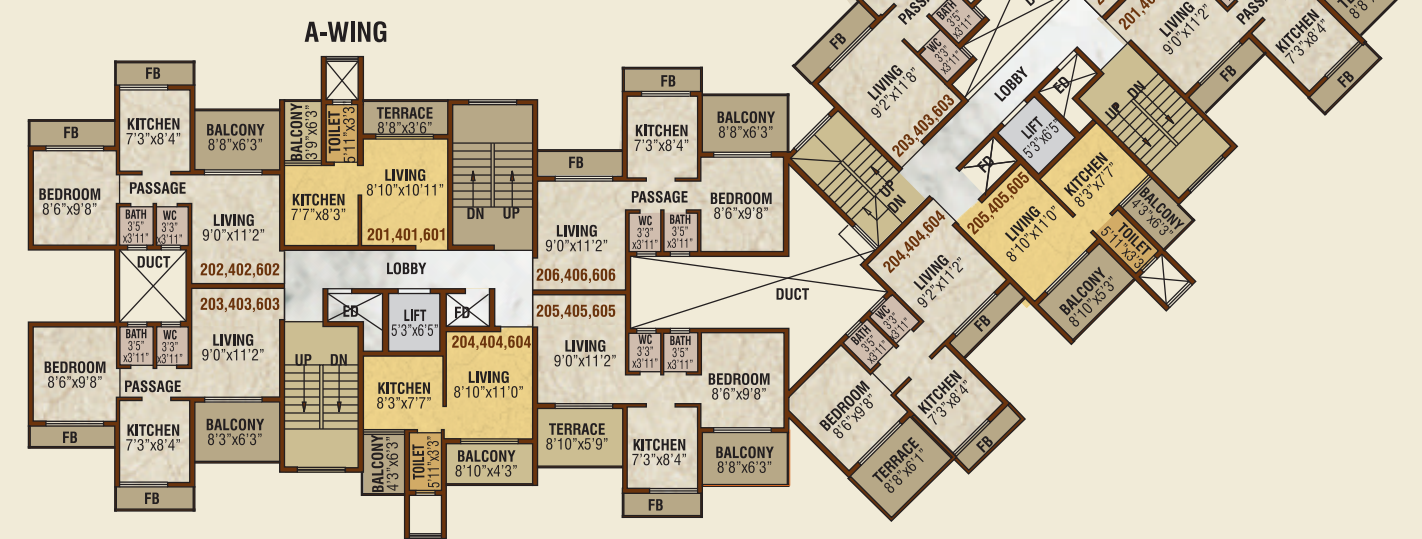 A-WING
FB
KITCHEN
7'3"x8'4"
FB
BALCONY
8'8"x6'3"
BEDROOM
8'6"x9'8"
PASSAGE
BATH
3'5"
x3'11"
WC
3'3"
x3'11"
LIVING
9'0"x11'2"
202,402,602
DUCT
BALCONY
3'9"x6'3"
TOILET
5'11"x3'3"
TERRACE
8'8"x3'6"
KITCHEN
7'7"x8'3"
LIVING
8'10"x10'11"
201,401,601
DN
UP
FB
KITCHEN
7'3"x8'4"
BALCONY
8'8"x6'3"
FB
PASSAGE
BEDROOM
8'6"x9'8"
LIVING
9'0"x11'2"
WC
3'3"
x3'11"
BATH
3'5"
x3'11"
206,406,606
LOBBY
ED
LIFT
5'3"x6'5"
FD
203,403,603
LIVING
9'0"x11'2"
BATH
3'5"
x3'11"
WC
3'3"
x3'11"
BEDROOM
8'6"x9'8"
PASSAGE
FB
KITCHEN
7'3"x8'4"
BALCONY
8'3"x6'3"
FB
UP
DN
204,404,604
LIVING
8'10"x11'0"
KITCHEN
8'3"x7'7"
BALCONY
4'3"x6'3"
TOILET
5'11"x3'3"
BALCONY
8'10"x4'3"
205,405,605
LIVING
9'0"x11'2"
WC
3'3"
x3'11"
BATH
3'5"
x3'11"
BEDROOM
8'6"x9'8"
TERRACE
8'10"x5'9"
KITCHEN
7'3"x8'4"
BALCONY
8'8"x6'3"
FB
DUCT
FB
BATH
3'5"
x3'11"
WC
3'3"
x3'11"
LIVING
9'2"x11'8"
203,403,603
LOBBY
ED
LIFT
5'3"x6'5"
LIVING
9'0"x11'2"
KITCHEN
7'3"x8'4"
FB
FB
UP
DN
UP
DN
204,404,604
LIVING
9'2"x11'2"
205,405,605
LIVING
8'10"x11'0"
KITCHEN
8'3"x7'7"
BALCONY
4'3"x6'3"
TOILET
5'11"x3'3"
BALCONY
8'10"x5'3"
WC
3'3"
x3'11"
BATH
3'5"
x3'11"
FB
BEDROOM
8'6"x9'8"
KITCHEN
7'3"x8'4"
TERRACE
8'8"x6'1"
FB